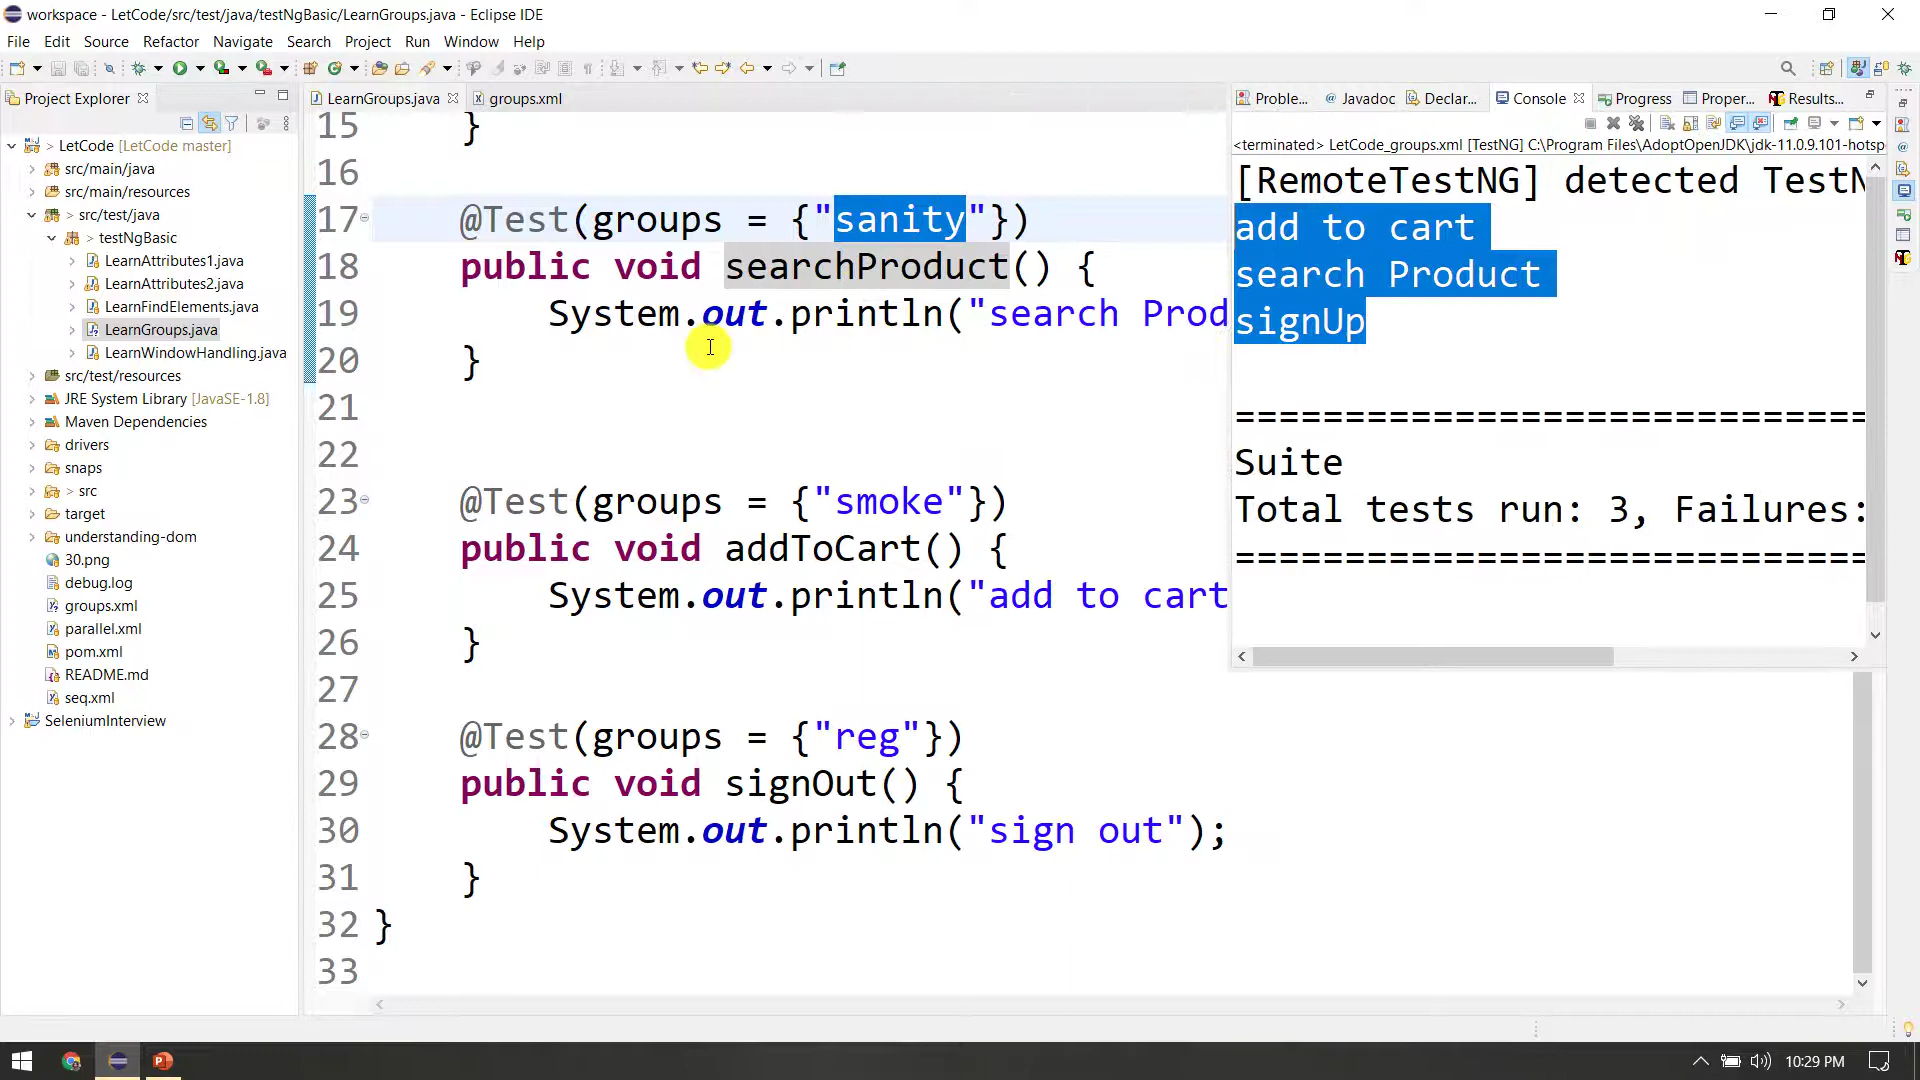 workspace - LetCode/src/test/java/testNgBasic/LearnGroups.java - Eclipse IDE
File Edit Source Refactor Navigate Search Project Run Window Help
Project Explorer
LetCode [LetCode master]
src/main/java
src/main/resources
src/test/java
testNgBasic
LearnAttributes1.java
LearnAttributes2.java
LearnFindElements.java
LearnGroups.java
LearnWindowHandling.java
src/test/resources
JRE System Library [JavaSE-1.8]
Maven Dependencies
drivers
snaps
src
target
understanding-dom
30.png
debug.log
groups.xml
parallel.xml
pom.xml
README.md
seq.xml
SeleniumInterview
LearnGroups.java groups.xml
15 }
16
17 @Test(groups = {"sanity"})
18 public void searchProduct() {
19 System.out.println("search Prod
20 }
21
22
23 @Test(groups = {"smoke"})
24 public void addToCart() {
25 System.out.println("add to cart
26 }
27
28 @Test(groups = {"reg"})
29 public void signOut() {
30 System.out.println("sign out");
31 }
32 }
33
Proble... Javadoc Declar... Console Progress Proper... Results...
<terminated> LetCode_groups.xml [TestNG] C:\Program Files\AdoptOpenJDK\jdk-11.0.9.101-hotsp
[RemoteTestNG] detected TestN
add to cart
search Product
signUp
=============================
Suite
Total tests run: 3, Failures:
=============================
10:29 PM